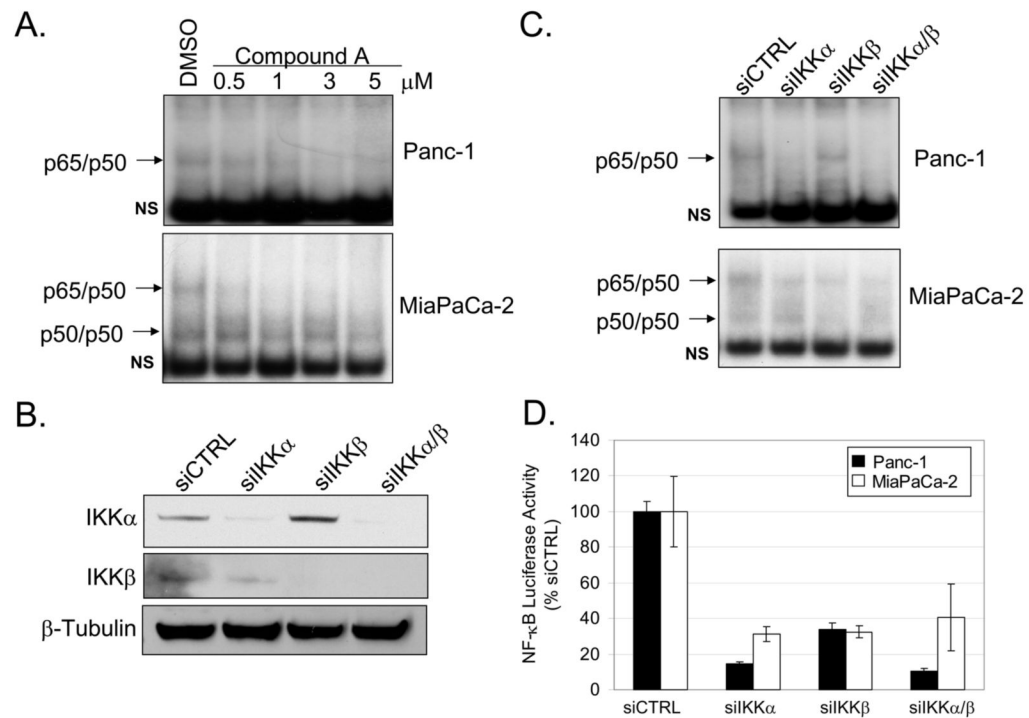 A.
DMSO
Compound A
0.5 1 3 5 μM
p65/p50
Panc-1
NS
p65/p50
MiaPaCa-2
p50/p50
NS
B.
siCTRL siIKKα siIKKβ siIKKα/β
IKKα
IKKβ
β-Tubulin
C.
siCTRL siIKKα siIKKβ siIKKα/β
p65/p50
Panc-1
NS
p65/p50
MiaPaCa-2
p50/p50
NS
D.
NF-κB Luciferase Activity
(% siCTRL)
140
120
100
80
60
40
20
0
Panc-1
MiaPaCa-2
siCTRL siIKKα siIKKβ siIKKα/β